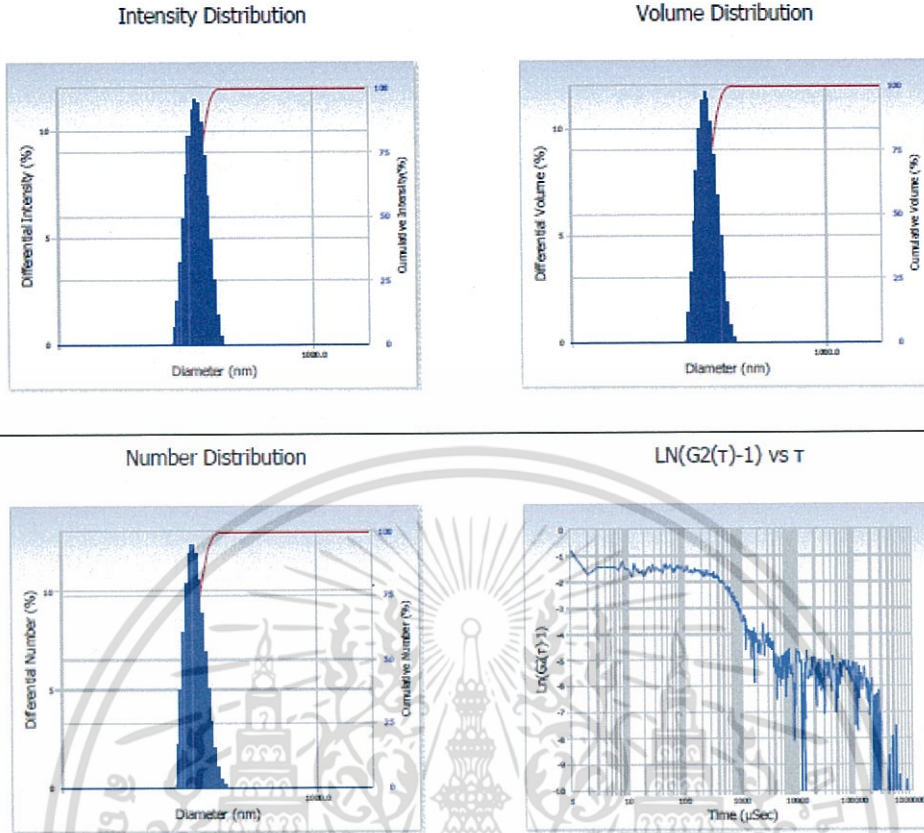 Intensity Distribution
Differential Intensity (%)
10
5
0
100
75
50
25
0
Cumulative Intensity(%)
1000.0
Diameter (nm)
Volume Distribution
Differential Volume (%)
10
5
0
100
75
50
25
0
Cumulative Volume (%)
1000.0
Diameter (nm)
Number Distribution
Differential Number (%)
10
5
0
100
75
50
25
0
Cumulative Number (%)
1000.0
Diameter (nm)
LN(G2(τ)-1) vs τ
Ln(G2(τ)-1)
0
-1
-2
-3
-4
-5
-6
-8
-9
-10
10
100
1000
10000
100000
Time (µSec)